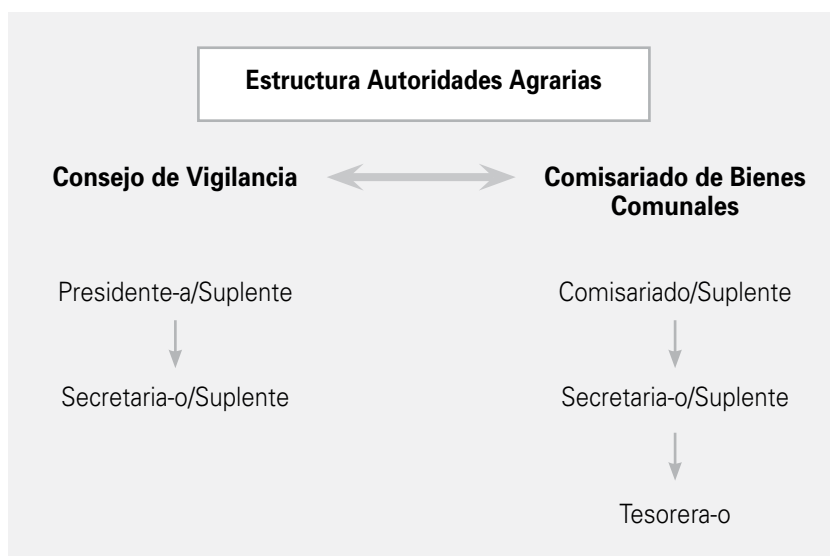 Estructura Autoridades Agrarias
Consejo de Vigilancia
Comisariado de Bienes
Comunales
Presidente-a/Suplente
Comisariado/Suplente
Secretaria-o/Suplente
Secretaria-o/Suplente
Tesorera-o